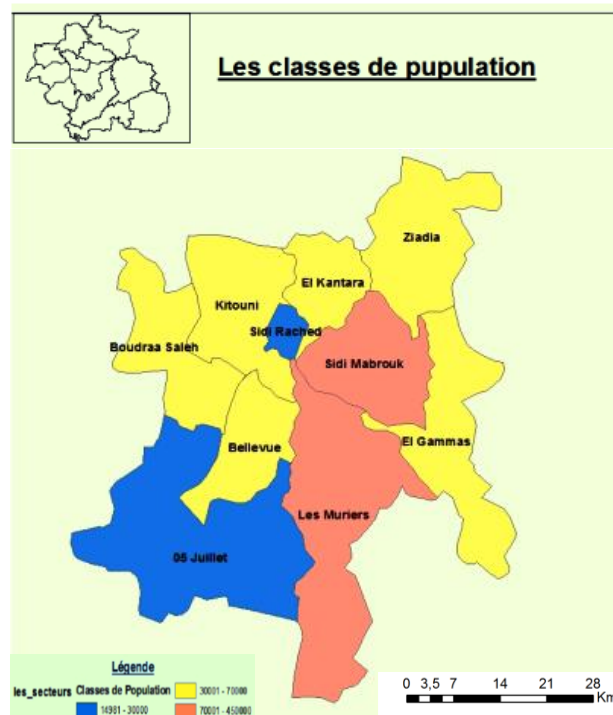 Les classes de pupulation
Ziadia
El Kantara
Kitouni
Sidi Rached
Boudraa Saleh
Sidi Mabrouk
Bellevue
El Gammas
Les Muriers
05 Juillet
Légende
les_secteurs Classes de Population
14981 - 30000
30001 - 70000
70001 - 450000
0 3,5 7 14 21 28
Km